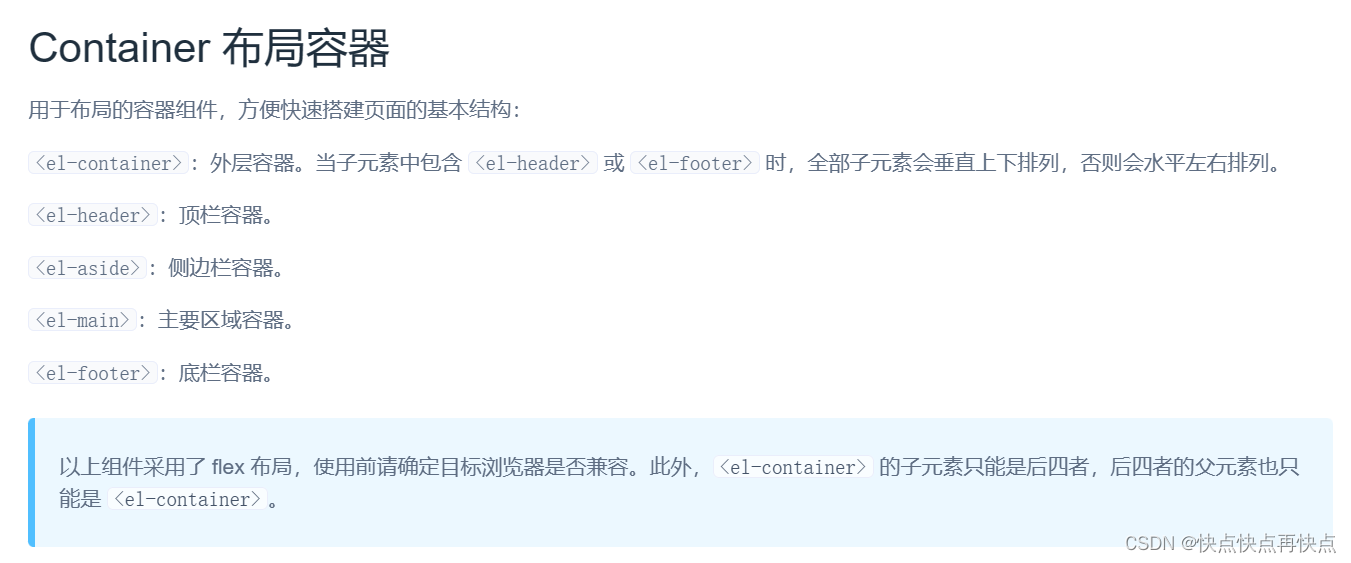 Container 布局容器
用于布局的容器组件，方便快速搭建页面的基本结构：
<el-container>：外层容器。当子元素中包含 <el-header> 或 <el-footer> 时，全部子元素会垂直上下排列，否则会水平左右排列。
<el-header>：顶栏容器。
<el-aside>：侧边栏容器。
<el-main>：主要区域容器。
<el-footer>：底栏容器。
以上组件采用了 flex 布局，使用前请确定目标浏览器是否兼容。此外，<el-container> 的子元素只能是后四者，后四者的父元素也只
能是 <el-container>。
CSDN @快点快点再快点